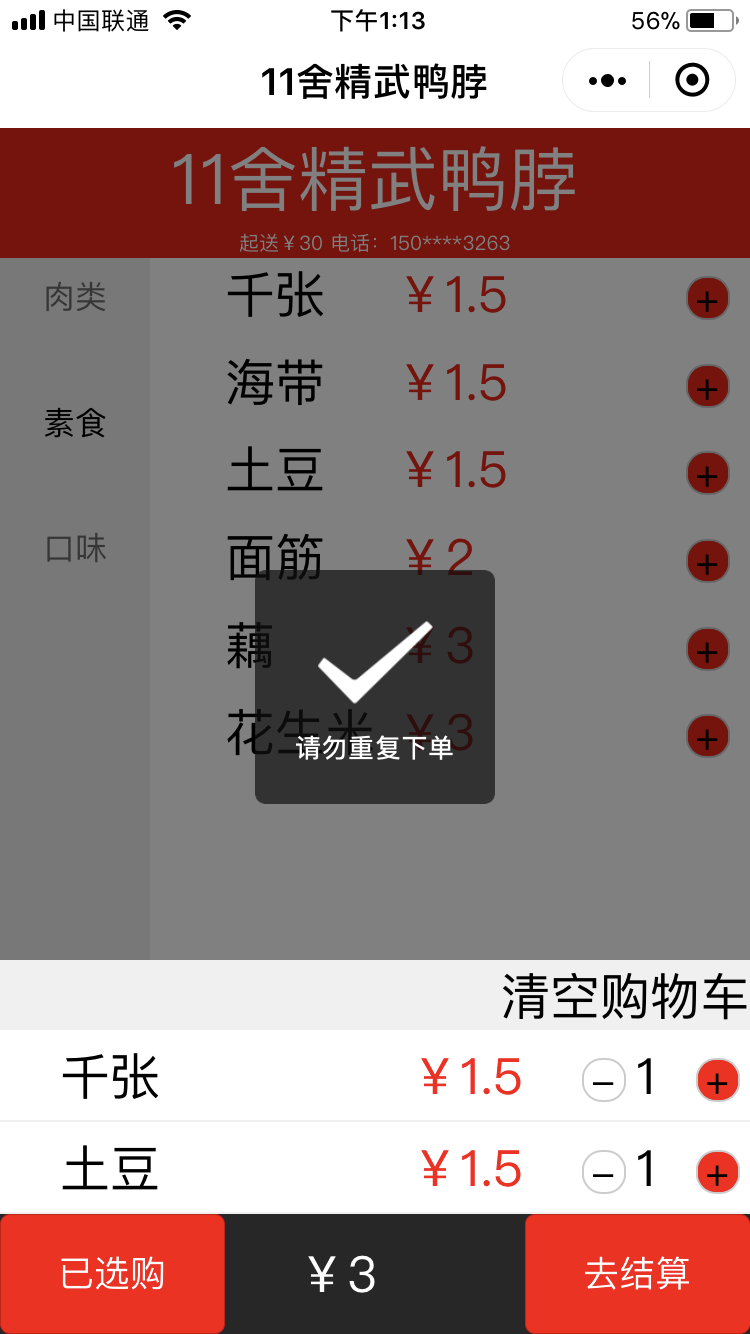 中国联通 下午1:13 56%
11舍精武鸭脖
11舍精武鸭脖
起送￥30 电话：150****3263
肉类
素食
口味
千张 ￥1.5 +
海带 ￥1.5 +
土豆 ￥1.5 +
面筋 ￥2 +
藕 ￥3 +
花生米 ￥3 +
请勿重复下单
清空购物车
千张 ￥1.5 − 1 +
土豆 ￥1.5 − 1 +
已选购 ￥3 去结算